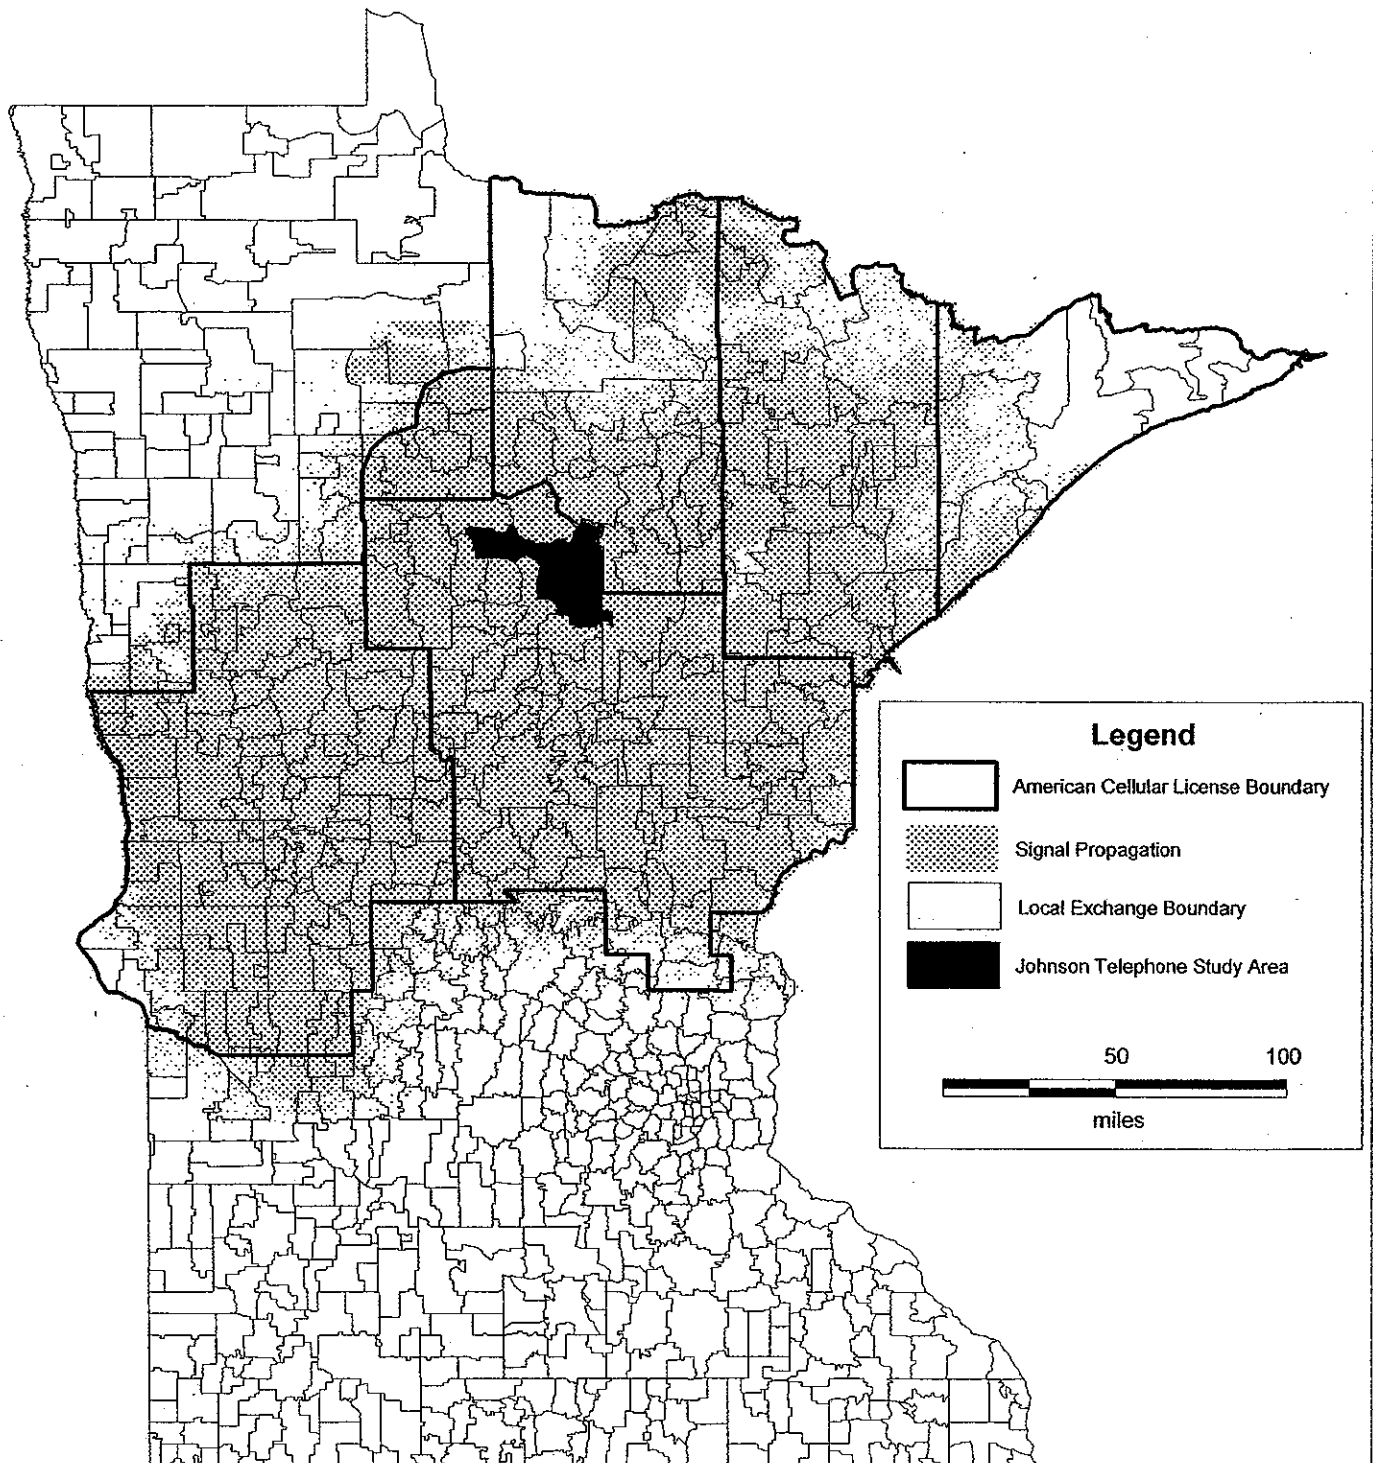 Legend
American Cellular License Boundary
Signal Propagation
Local Exchange Boundary
Johnson Telephone Study Area
50 100
miles